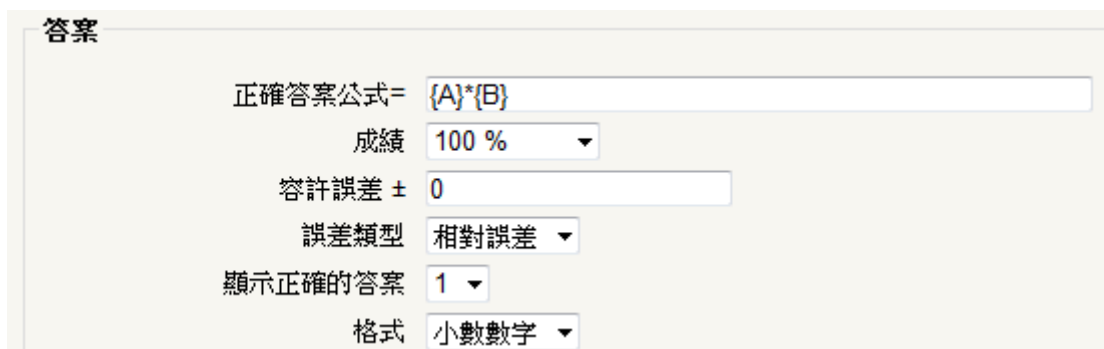 答案
正確答案公式= {A}*{B}
成績 100 %
容許誤差 ± 0
誤差類型 相對誤差
顯示正確的答案 1
格式 小數數字